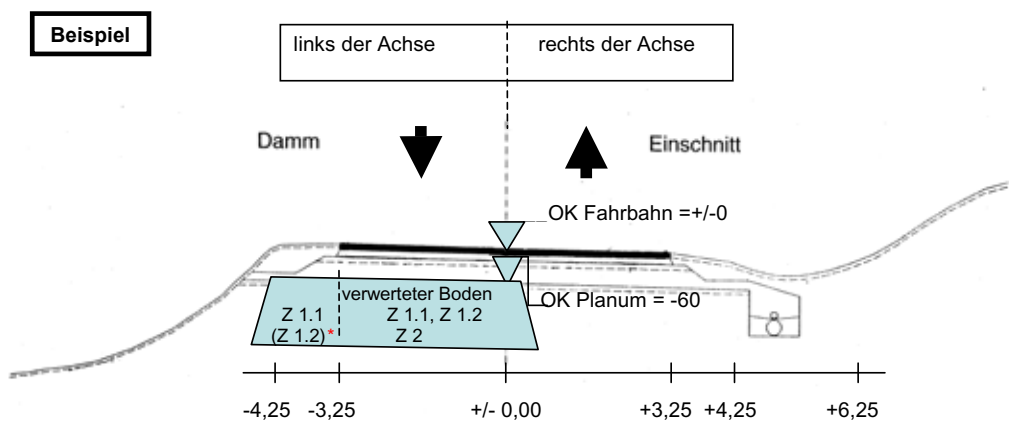 Beispiel
links der Achse
rechts der Achse
Damm
Einschnitt
OK Fahrbahn =+/-0
OK Planum = -60
verwerteter Boden
Z 1.1
Z 1.1, Z 1.2
(Z 1.2)*
Z 2
-4,25 -3,25 +/- 0,00 +3,25 +4,25 +6,25